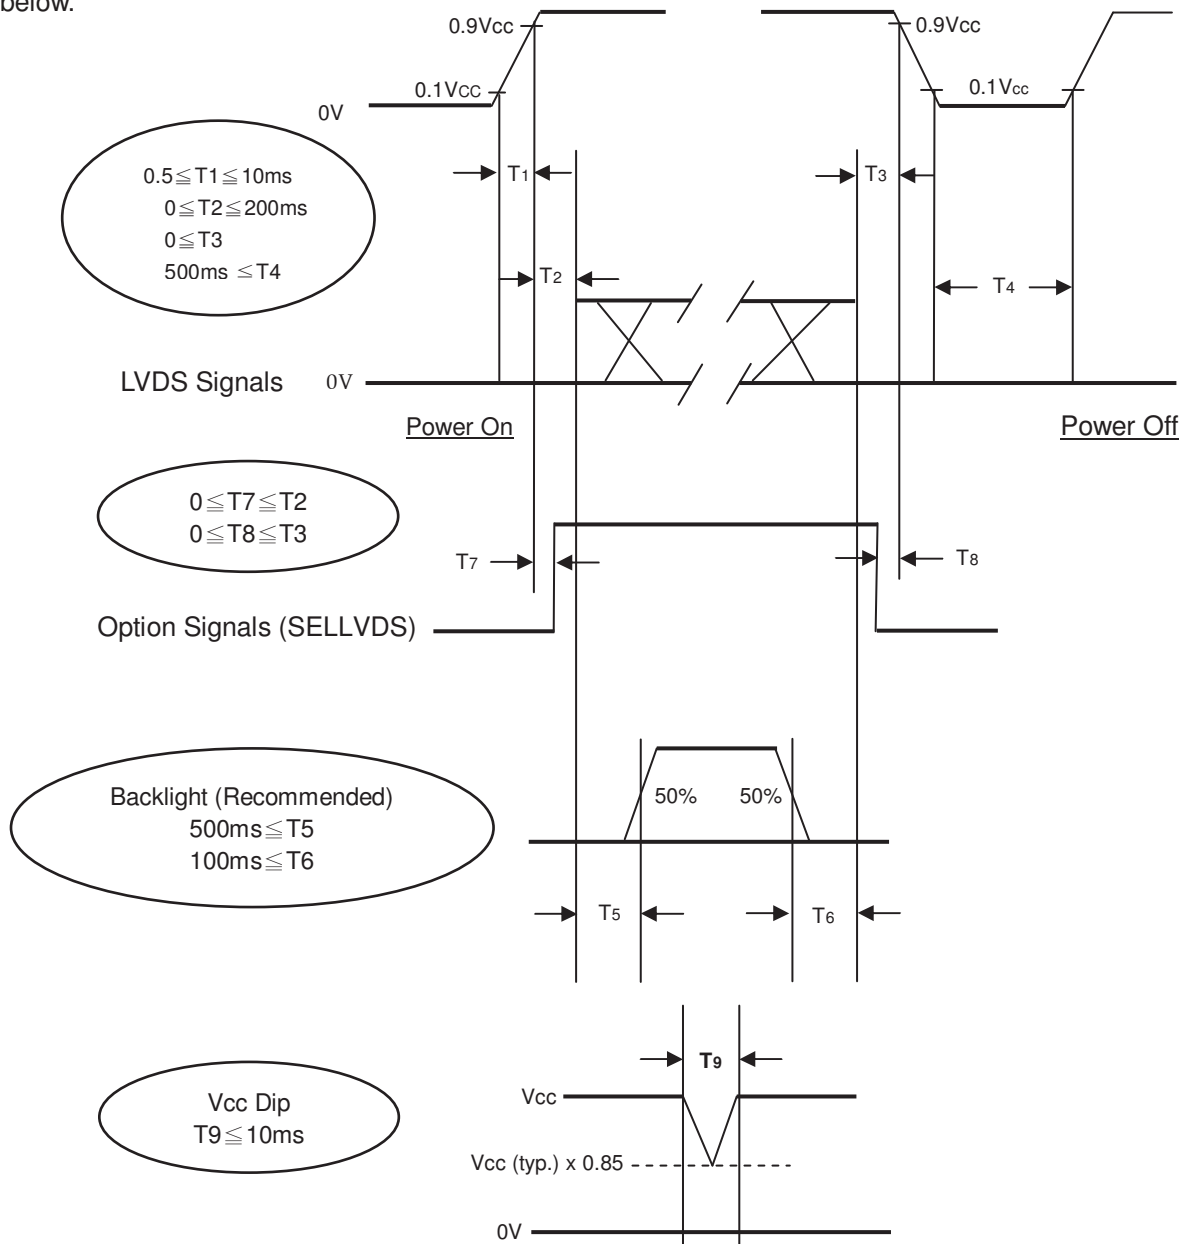 below.
0.9Vcc
0.9Vcc
0.1Vcc
0.1Vcc
0V
0.5≦T1≦10ms
0≦T2≦200ms
0≦T3
500ms ≦T4
T1
T3
T2
T4
LVDS Signals
0V
Power On
Power Off
0≦T7≦T2
0≦T8≦T3
T7
T8
Option Signals (SELLVDS)
Backlight (Recommended)
500ms≦T5
100ms≦T6
50%
50%
T5
T6
T9
Vcc Dip
T9≦10ms
Vcc
Vcc (typ.) x 0.85
0V